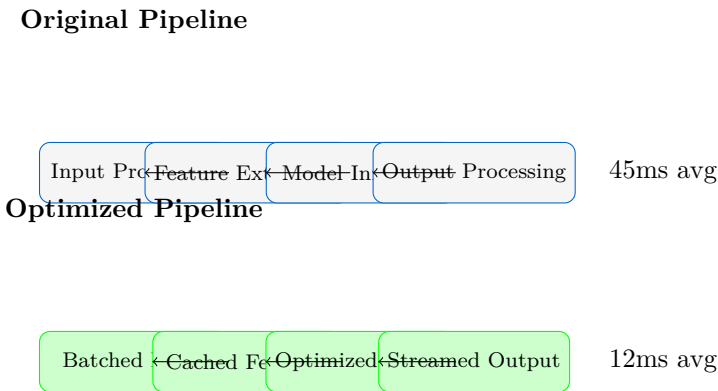 Original Pipeline
Input Pro Feature Ex Model In Output Processing 45ms avg
Optimized Pipeline
Batched Cached Fe Optimized Streamed Output 12ms avg